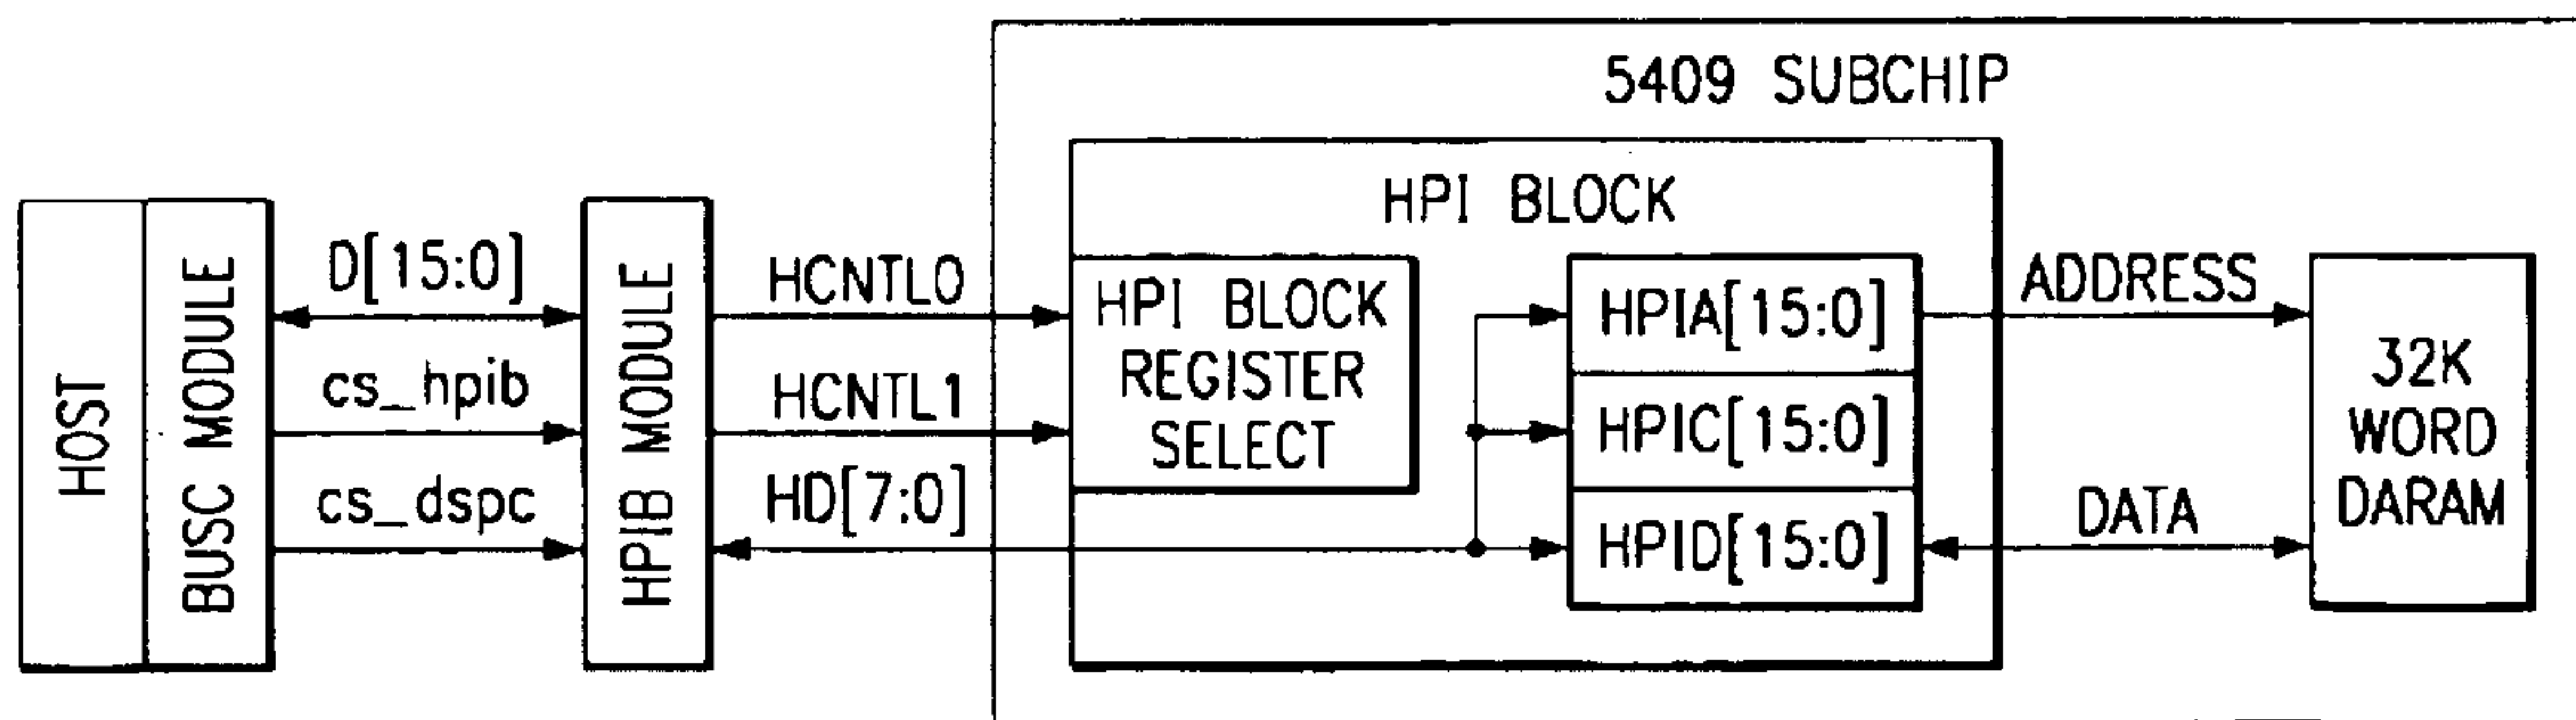 5409 SUBCHIP
HPI BLOCK
HOST
BUSC MODULE
D[15:0]
cs_hpib
cs_dspc
HPIB MODULE
HCNTL0
HCNTL1
HD[7:0]
HPI BLOCK
REGISTER
SELECT
HPIA[15:0]
HPIC[15:0]
HPID[15:0]
ADDRESS
DATA
32K
WORD
DARAM